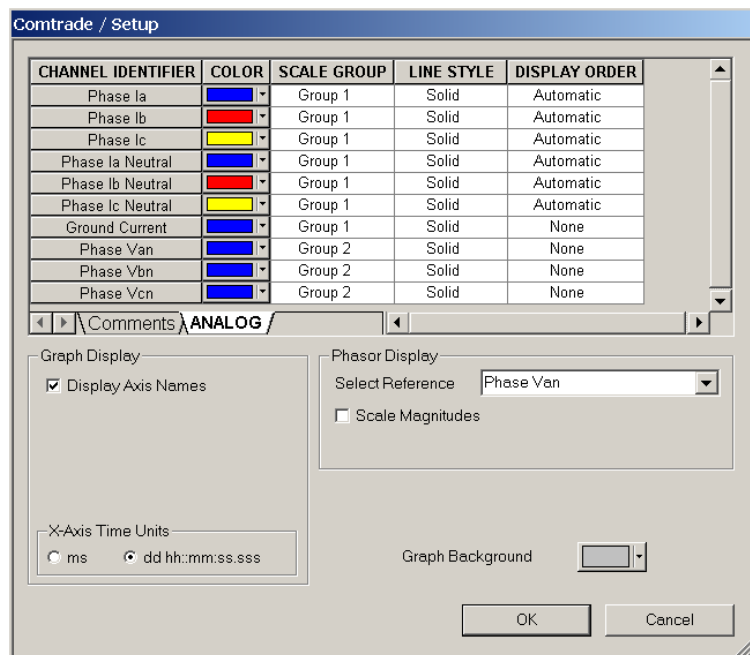 Comtrade / Setup
CHANNEL IDENTIFIER COLOR SCALE GROUP LINE STYLE DISPLAY ORDER
Phase Ia Group 1 Solid Automatic
Phase Ib Group 1 Solid Automatic
Phase Ic Group 1 Solid Automatic
Phase Ia Neutral Group 1 Solid Automatic
Phase Ib Neutral Group 1 Solid Automatic
Phase Ic Neutral Group 1 Solid Automatic
Ground Current Group 1 Solid None
Phase Van Group 2 Solid None
Phase Vbn Group 2 Solid None
Phase Vcn Group 2 Solid None
Comments ANALOG
Graph Display
Display Axis Names
X-Axis Time Units
ms dd hh::mm:ss.sss
Phasor Display
Select Reference Phase Van
Scale Magnitudes
Graph Background
OK Cancel